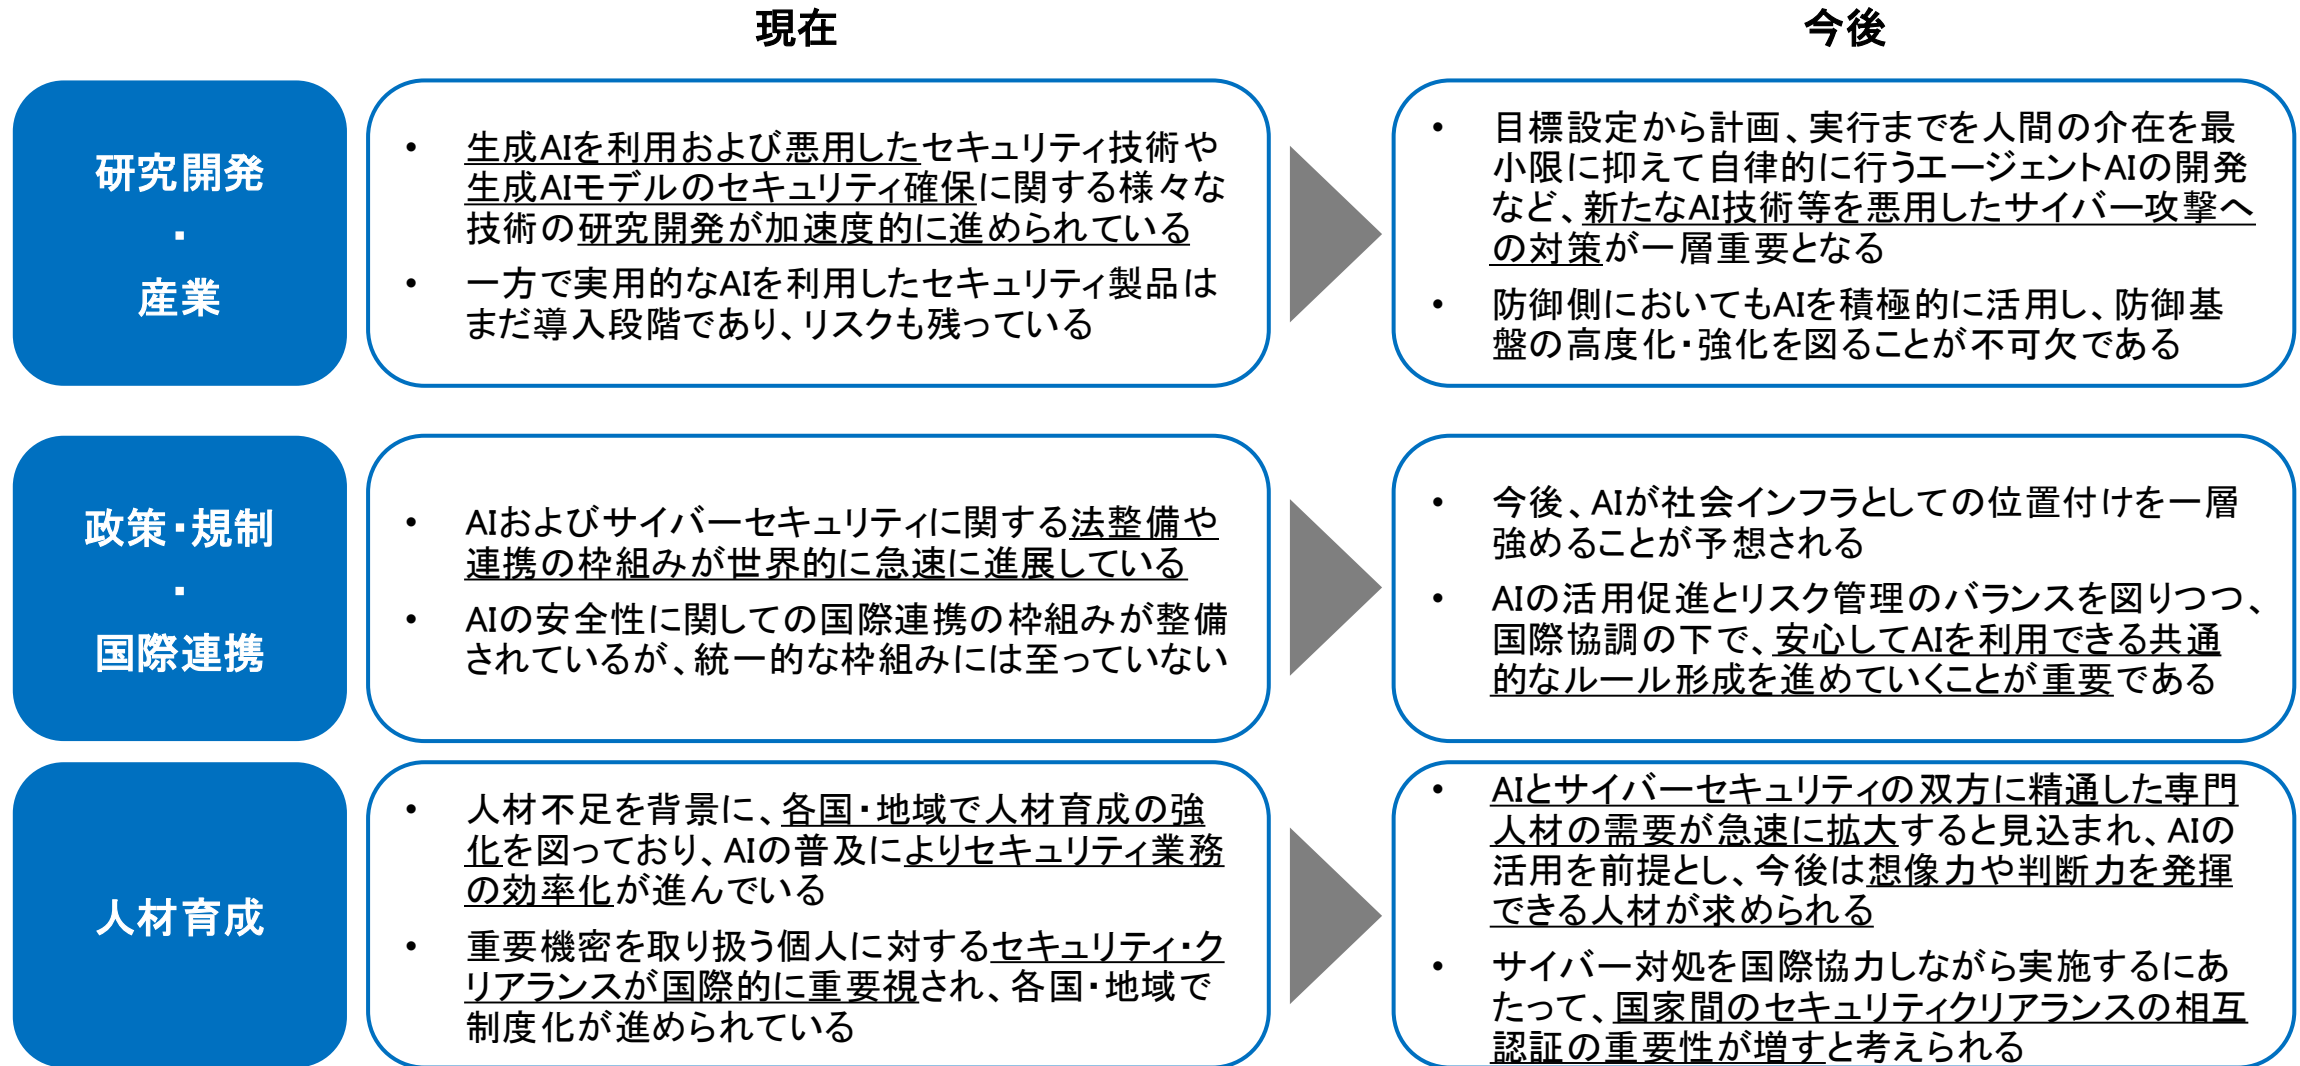 現在
今後
研究開発
・
産業
• 生成AIを利用および悪用したセキュリティ技術や
生成AIモデルのセキュリティ確保に関する様々な
技術の研究開発が加速度的に進められている
• 一方で実用的なAIを利用したセキュリティ製品は
まだ導入段階であり、リスクも残っている
• 目標設定から計画、実行までを人間の介在を最
小限に抑えて自律的に行うエージェントAIの開発
など、新たなAI技術等を悪用したサイバー攻撃へ
の対策が一層重要となる
• 防御側においてもAIを積極的に活用し、防御基
盤の高度化・強化を図ることが不可欠である
政策・規制
・
国際連携
• AIおよびサイバーセキュリティに関する法整備や
連携の枠組みが世界的に急速に進展している
• AIの安全性に関しての国際連携の枠組みが整備
されているが、統一的な枠組みには至っていない
• 今後、AIが社会インフラとしての位置付けを一層
強めることが予想される
• AIの活用促進とリスク管理のバランスを図りつつ、
国際協調の下で、安心してAIを利用できる共通
的なルール形成を進めていくことが重要である
人材育成
• 人材不足を背景に、各国・地域で人材育成の強
化を図っており、AIの普及によりセキュリティ業務
の効率化が進んでいる
• 重要機密を取り扱う個人に対するセキュリティ・ク
リアランスが国際的に重要視され、各国・地域で
制度化が進められている
• AIとサイバーセキュリティの双方に精通した専門
人材の需要が急速に拡大すると見込まれ、AIの
活用を前提とし、今後は想像力や判断力を発揮
できる人材が求められる
• サイバー対処を国際協力しながら実施するにあ
たって、国家間のセキュリティクリアランスの相互
認証の重要性が増すと考えられる